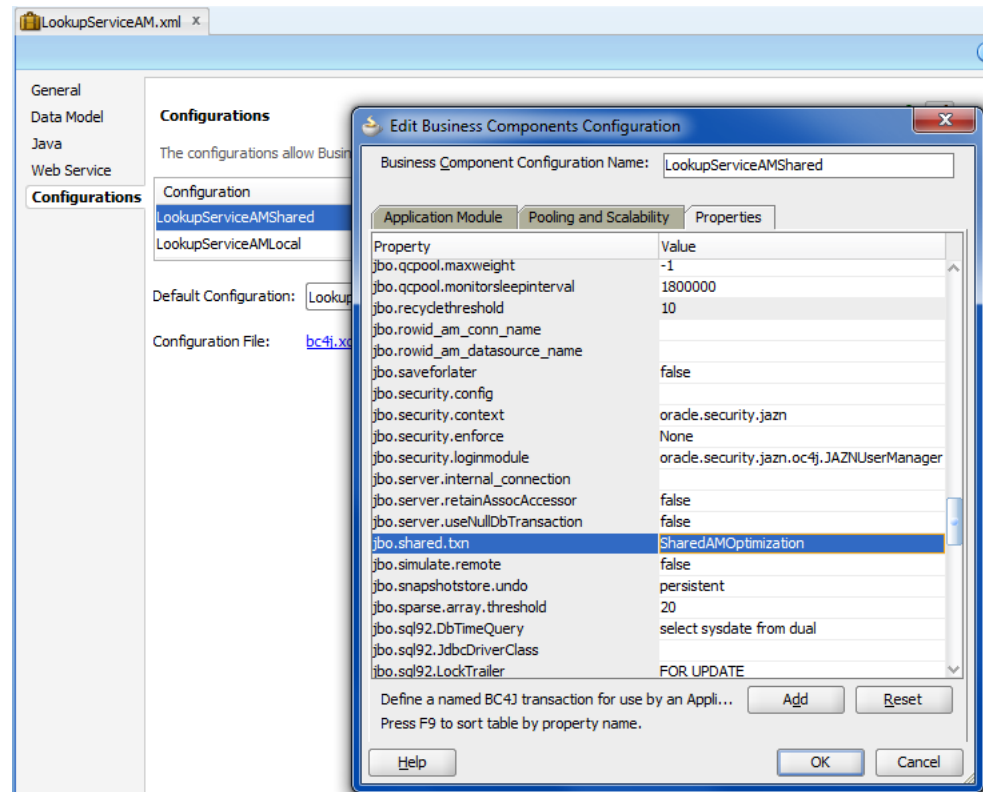 LookupServiceAM.xml x
General
Data Model
Java
Web Service
Configurations
Configurations
The configurations allow Busin
Configuration
LookupServiceAMShared
LookupServiceAMLocal
Default Configuration: Lookup
Configuration File: bc4j.xc
Edit Business Components Configuration
Business Component Configuration Name: LookupServiceAMShared
Application Module Pooling and Scalability Properties
Property Value
jbo.qcpool.maxweight -1
jbo.qcpool.monitorsleepinterval 1800000
jbo.recyclethreshold 10
jbo.rowid_am_conn_name
jbo.rowid_am_datasource_name
jbo.saveforlater false
jbo.security.config
jbo.security.context oracle.security.jazn
jbo.security.enforce None
jbo.security.loginmodule oracle.security.jazn.oc4j.JAZNUserManager
jbo.server.internal_connection
jbo.server.retainAssocAccessor false
jbo.server.useNullDbTransaction false
jbo.shared.txn SharedAMOptimization
jbo.simulate.remote false
jbo.snapshotstore.undo persistent
jbo.sparse.array.threshold 20
jbo.sql92.DbTimeQuery select sysdate from dual
jbo.sql92.JdbcDriverClass
jbo.sql92.LockTrailer FOR UPDATE
Define a named BC4J transaction for use by an Appli... Add Reset
Press F9 to sort table by property name.
Help OK Cancel